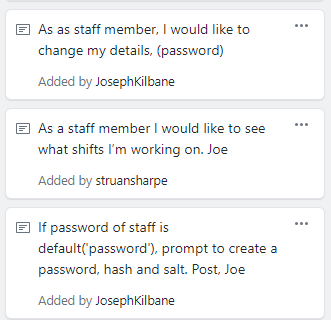 As as staff member, I would like to
change my details, (password)
Added by JosephKilbane
As a staff member I would like to see
what shifts I'm working on. Joe
Added by struansharpe
If password of staff is
default('password'), prompt to create a
password, hash and salt. Post, Joe
Added by JosephKilbane